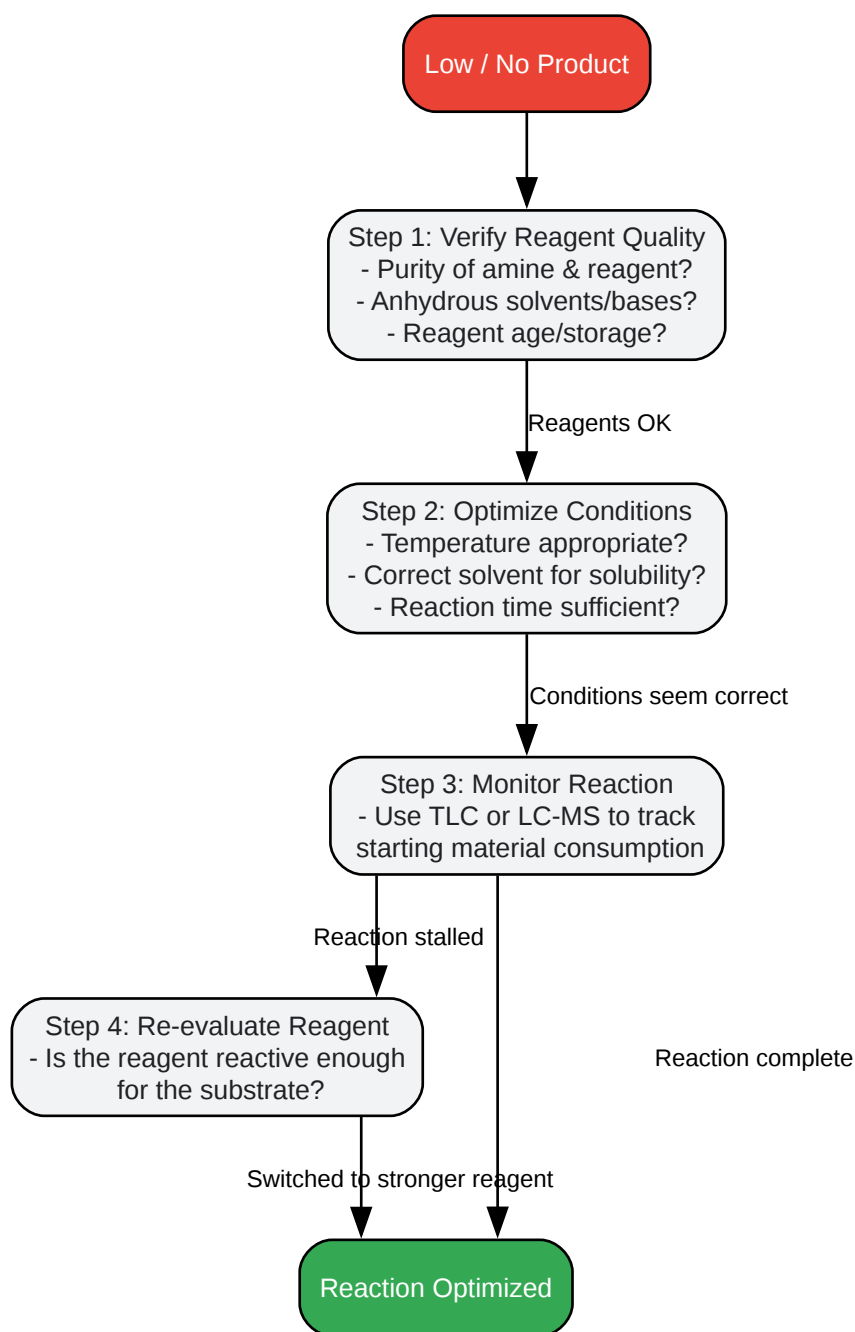 Low / No Product
Step 1: Verify Reagent Quality
- Purity of amine & reagent?
- Anhydrous solvents/bases?
- Reagent age/storage?
Reagents OK
Step 2: Optimize Conditions
- Temperature appropriate?
- Correct solvent for solubility?
- Reaction time sufficient?
Conditions seem correct
Step 3: Monitor Reaction
- Use TLC or LC-MS to track
starting material consumption
Reaction stalled
Step 4: Re-evaluate Reagent
- Is the reagent reactive enough
for the substrate?
Reaction complete
Switched to stronger reagent
Reaction Optimized